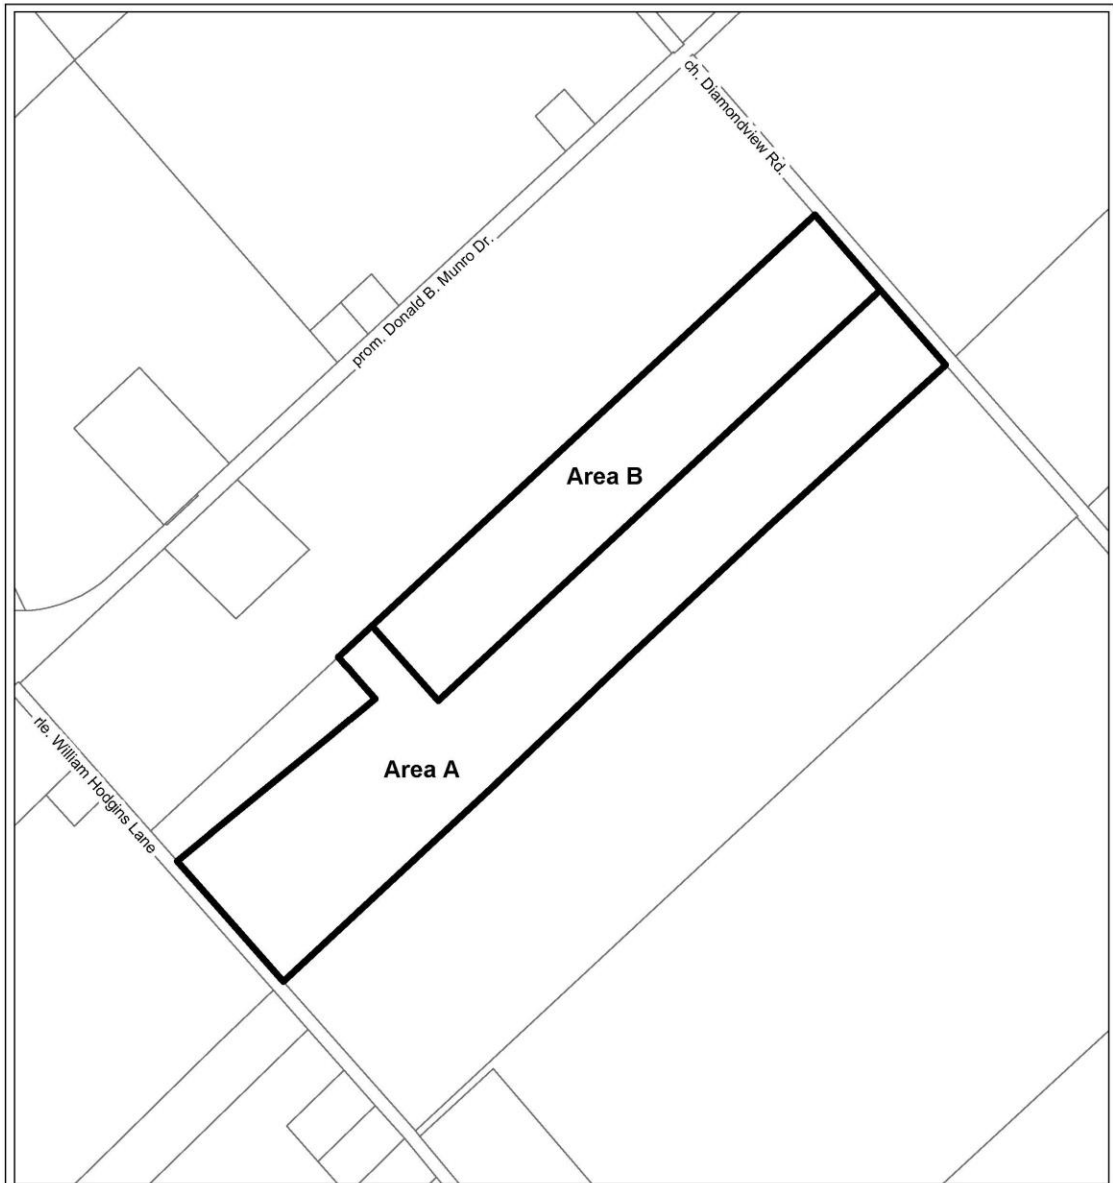 ch. Diamondview Rd.
prom. Donald B. Munro Dr.
Area B
Area A
rle. William Hodgins Lane